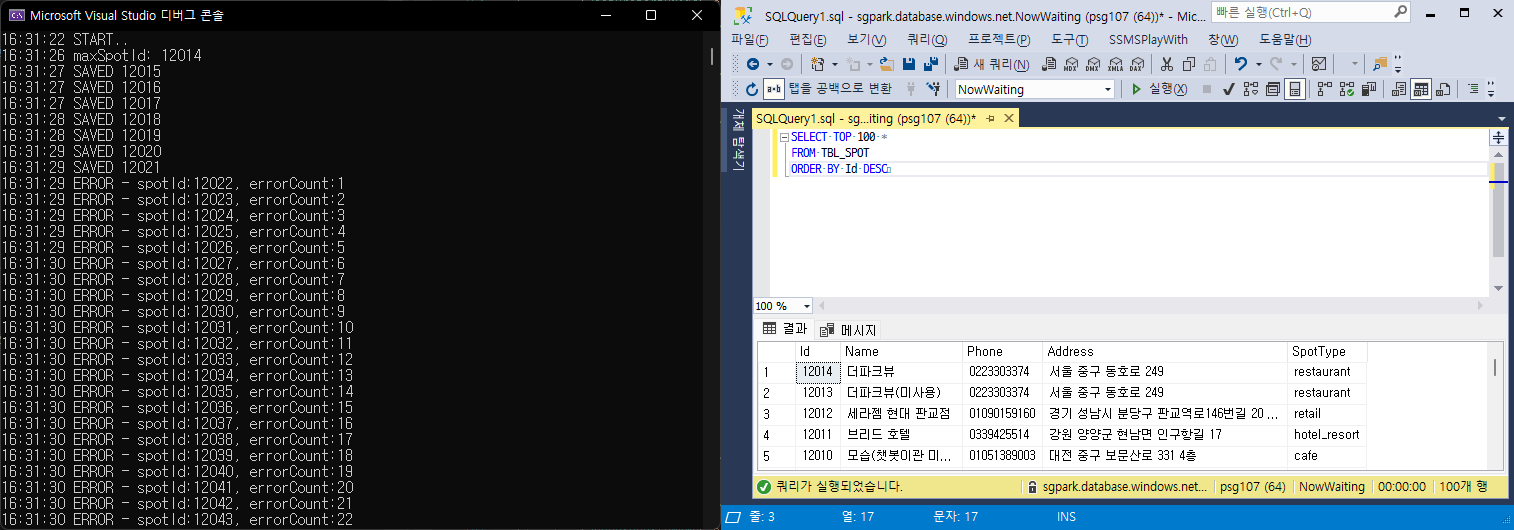 Microsoft Visual Studio 디버그 콘솔
16:31:22 START..
16:31:26 maxSpotId: 12014
16:31:27 SAVED 12015
16:31:27 SAVED 12016
16:31:27 SAVED 12017
16:31:28 SAVED 12018
16:31:28 SAVED 12019
16:31:29 SAVED 12020
16:31:29 SAVED 12021
16:31:29 ERROR - spotId:12022, errorCount:1
16:31:29 ERROR - spotId:12023, errorCount:2
16:31:29 ERROR - spotId:12024, errorCount:3
16:31:29 ERROR - spotId:12025, errorCount:4
16:31:29 ERROR - spotId:12026, errorCount:5
16:31:30 ERROR - spotId:12027, errorCount:6
16:31:30 ERROR - spotId:12028, errorCount:7
16:31:30 ERROR - spotId:12029, errorCount:8
16:31:30 ERROR - spotId:12030, errorCount:9
16:31:30 ERROR - spotId:12031, errorCount:10
16:31:30 ERROR - spotId:12032, errorCount:11
16:31:30 ERROR - spotId:12033, errorCount:12
16:31:30 ERROR - spotId:12034, errorCount:13
16:31:30 ERROR - spotId:12035, errorCount:14
16:31:30 ERROR - spotId:12036, errorCount:15
16:31:30 ERROR - spotId:12037, errorCount:16
16:31:30 ERROR - spotId:12038, errorCount:17
16:31:30 ERROR - spotId:12039, errorCount:18
16:31:30 ERROR - spotId:12040, errorCount:19
16:31:30 ERROR - spotId:12041, errorCount:20
16:31:30 ERROR - spotId:12042, errorCount:21
16:31:30 ERROR - spotId:12043, errorCount:22
SQLQuery1.sql - sgpark.database.windows.net.NowWaiting (psg107 (64))* - Mic...
빠른 실행(Ctrl+Q)
파일(F) 편집(E) 보기(V) 쿼리(Q) 프로젝트(P) 도구(T) SSMSPlayWith 창(W) 도움말(H)
새 쿼리(N) MDX DMX XMLA DAX
탭을 공백으로 변환 NowWaiting 실행(X)
개체 탐색기
SQLQuery1.sql - sg...iting (psg107 (64))*
SELECT TOP 100 *
FROM TBL_SPOT
ORDER BY Id DESC
100 %
결과 메시지
Id Name Phone Address SpotType
1 12014 더파크뷰 0223303374 서울 중구 동호로 249 restaurant
2 12013 더파크뷰(미사용) 0223303374 서울 중구 동호로 249 restaurant
3 12012 세라젬 현대 판교점 01090159160 경기 성남시 분당구 판교역로146번길 20 ... retail
4 12011 브리드 호텔 0339425514 강원 양양군 현남면 인구항길 17 hotel_resort
5 12010 모습(챗봇이관 미... 01051389003 대전 중구 보문산로 331 4층 cafe
쿼리가 실행되었습니다. sgpark.database.windows.net... psg107 (64) NowWaiting 00:00:00 100개 행
줄: 3 열: 17 문자: 17 INS